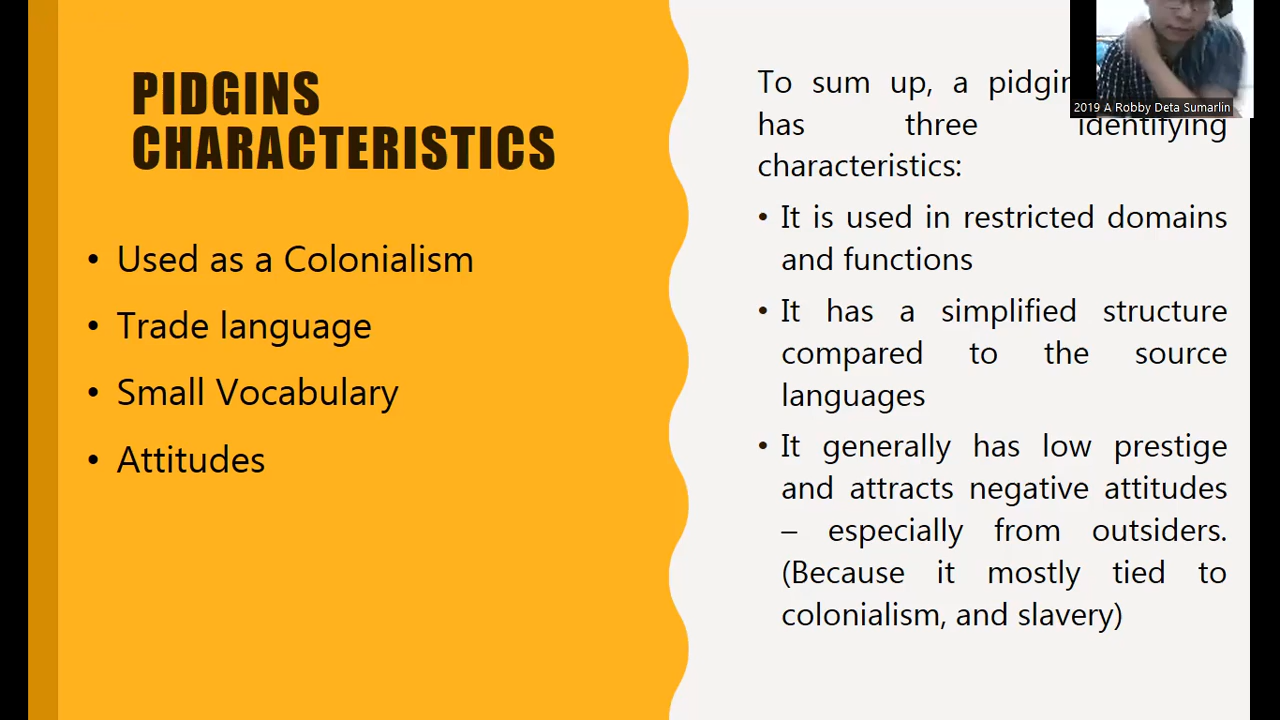 PIDGINS
CHARACTERISTICS
• Used as a Colonialism
• Trade language
• Small Vocabulary
• Attitudes
To sum up, a pidgin
has three identifying
characteristics:
• It is used in restricted domains
and functions
• It has a simplified structure
compared to the source
languages
• It generally has low prestige
and attracts negative attitudes
– especially from outsiders.
(Because it mostly tied to
colonialism, and slavery)
2019 A Robby Deta Sumarlin